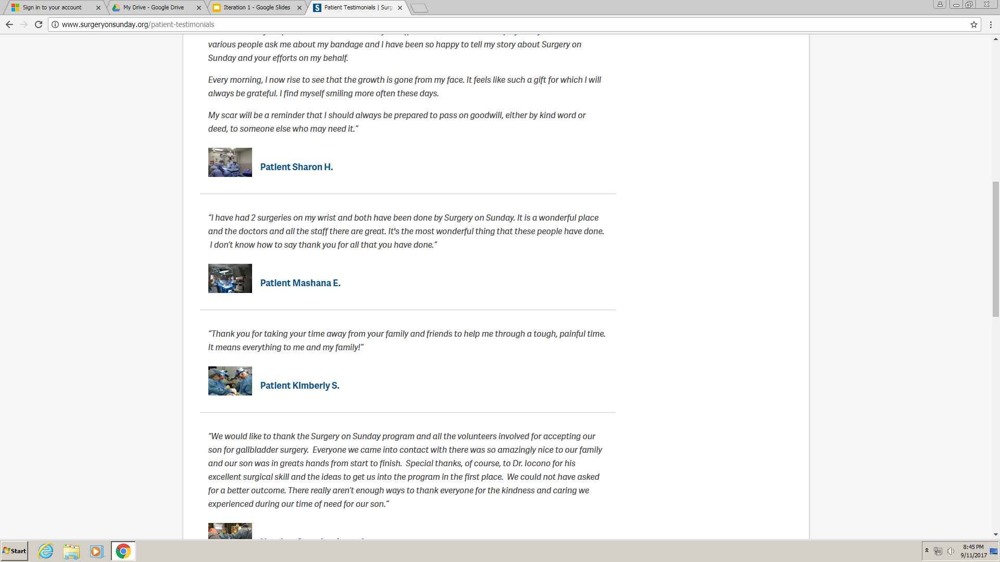 Sign in to your account
My Drive - Google Drive
Iteration 1 - Google Slides
Patient Testimonials | Surg
www.surgeryonsunday.org/patient-testimonials
various people ask me about my bandage and I have been so happy to tell my story about Surgery on
Sunday and your efforts on my behalf.
Every morning, I now rise to see that the growth is gone from my face. It feels like such a gift for which I will
always be grateful. I find myself smiling more often these days.
My scar will be a reminder that I should always be prepared to pass on goodwill, either by kind word or
deed, to someone else who may need it.”
Patient Sharon H.
“I have had 2 surgeries on my wrist and both have been done by Surgery on Sunday. It is a wonderful place
and the doctors and all the staff there are great. It's the most wonderful thing that these people have done.
I don’t know how to say thank you for all that you have done.”
Patient Mashana E.
“Thank you for taking your time away from your family and friends to help me through a tough, painful time.
It means everything to me and my family!”
Patient Kimberly S.
“We would like to thank the Surgery on Sunday program and all the volunteers involved for accepting our
son for gallbladder surgery.  Everyone we came into contact with there was so amazingly nice to our family
and our son was in greats hands from start to finish.  Special thanks, of course, to Dr. Iocono for his
excellent surgical skill and the ideas to get us into the program in the first place.  We could not have asked
for a better outcome. There really aren’t enough ways to thank everyone for the kindness and caring we
experienced during our time of need for our son.”
Start
8:45 PM
9/11/2017